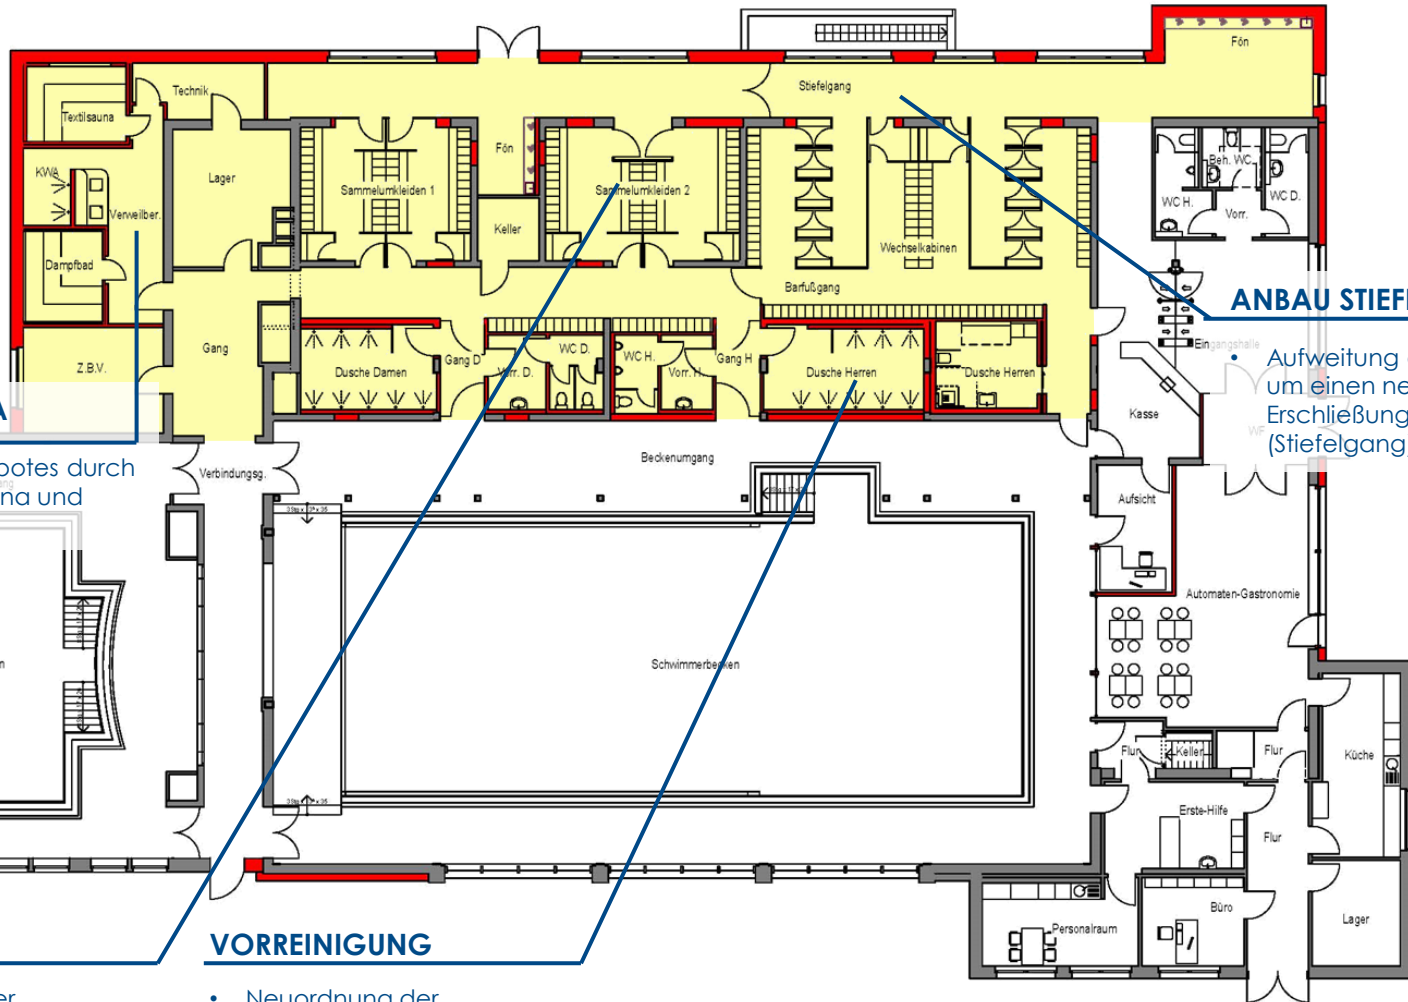 Fön
Stiefelgang
Technik
Textilsauna
Lager
Fön
KWA
Sammelumkleiden 1
Sammelumkleiden 2
Beh. WC.
WC H.
WC D.
Vorr.
Verweilber.
Keller
Wechselkabinen
Dampfbad
Barfußgang
ANBAU STIEF
Eingangshalle
Gang
WC D.
WC H.
Gang D
Gang H
Z.B.V.
Dusche Damen
Vorr. D.
Vorr. H.
Dusche Herren
Dusche Herren
• Aufweitung
um einen ne
Erschließung
(Stiefelgang
Kasse
WF
A
botes durch
na und
Verbindungsg.
Beckenumgang
Aufsicht
Automaten-Gastronomie
Schwimmerbecken
n
Flur
Keller
Flur
Küche
Erste-Hilfe
Flur
Büro
Lager
Personalraum
VORREINIGUNG
er
• Neuordnung der